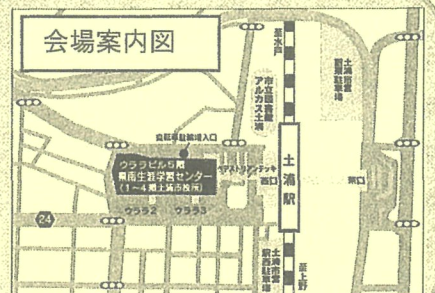 会場案内図
至水戸
土浦市営
駅東駐車場
市立図書館
アルカス土浦
自転車駐輪場入口
ウララビル5階
県南生涯学習センター
(1~4階土浦市役所)
ペデストリアンデッキ
西口
土浦駅
東口
ウララ2
ウララ3
24
土浦市営
駅西駐車場
至上野